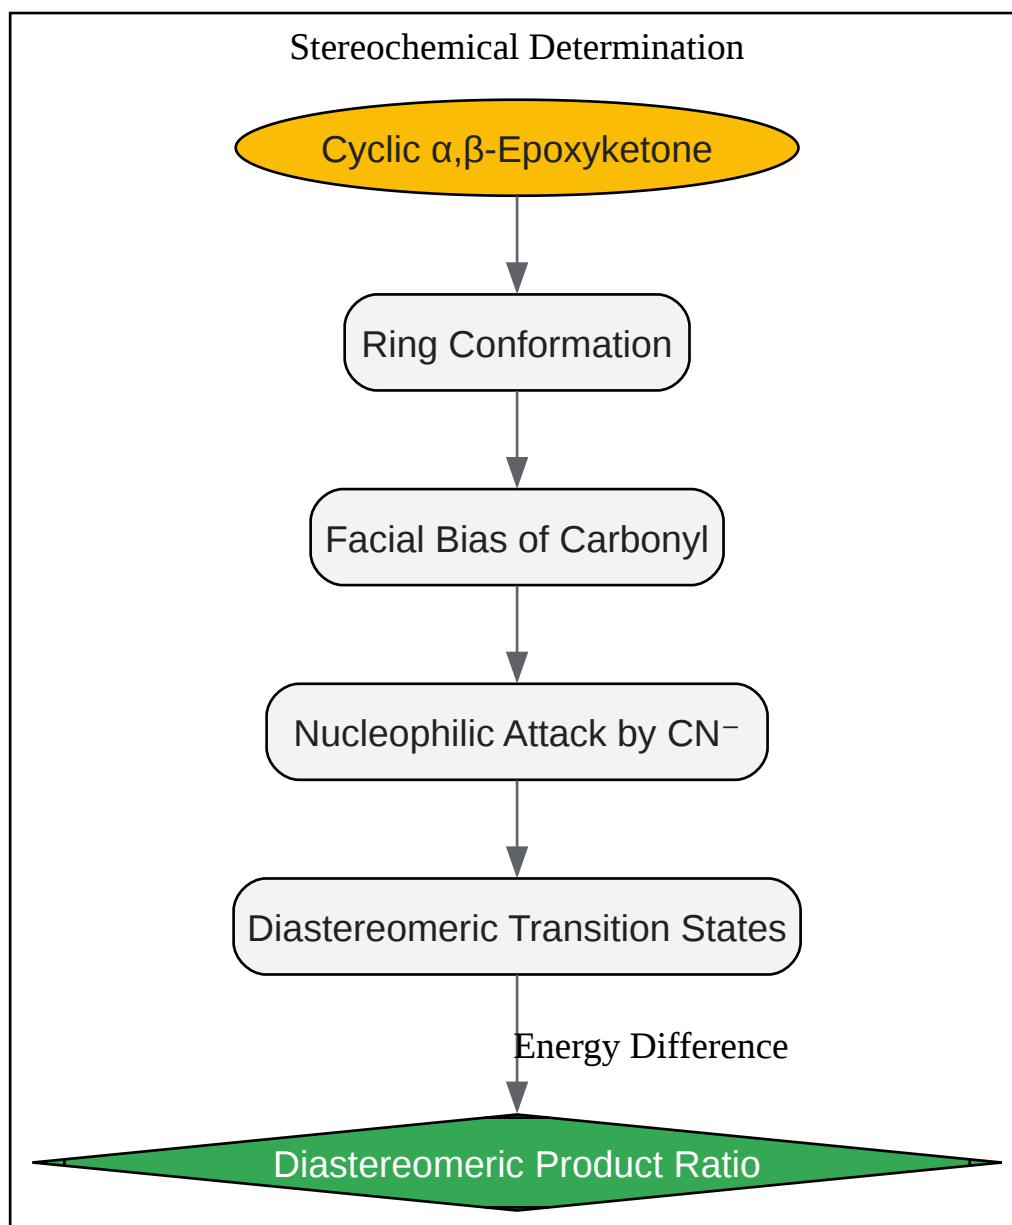 Stereochemical Determination
Cyclic α,β-Epoxyketone
Ring Conformation
Facial Bias of Carbonyl
Nucleophilic Attack by CN⁻
Diastereomeric Transition States
Energy Difference
Diastereomeric Product Ratio